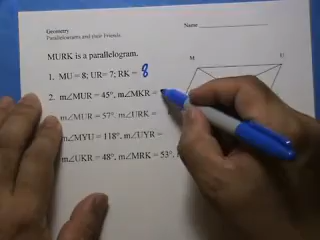 Geometry
Parallelograms and their Friends
Name
MURK is a parallelogram.
1. MU = 8; UR= 7; RK = 8
2. m∠MUR = 45°, m∠MKR =
m∠MUR = 57°, m∠URK =
m∠MYU = 118°, m∠UYR =
m∠UKR = 48°, m∠MRK = 53°,
M
U